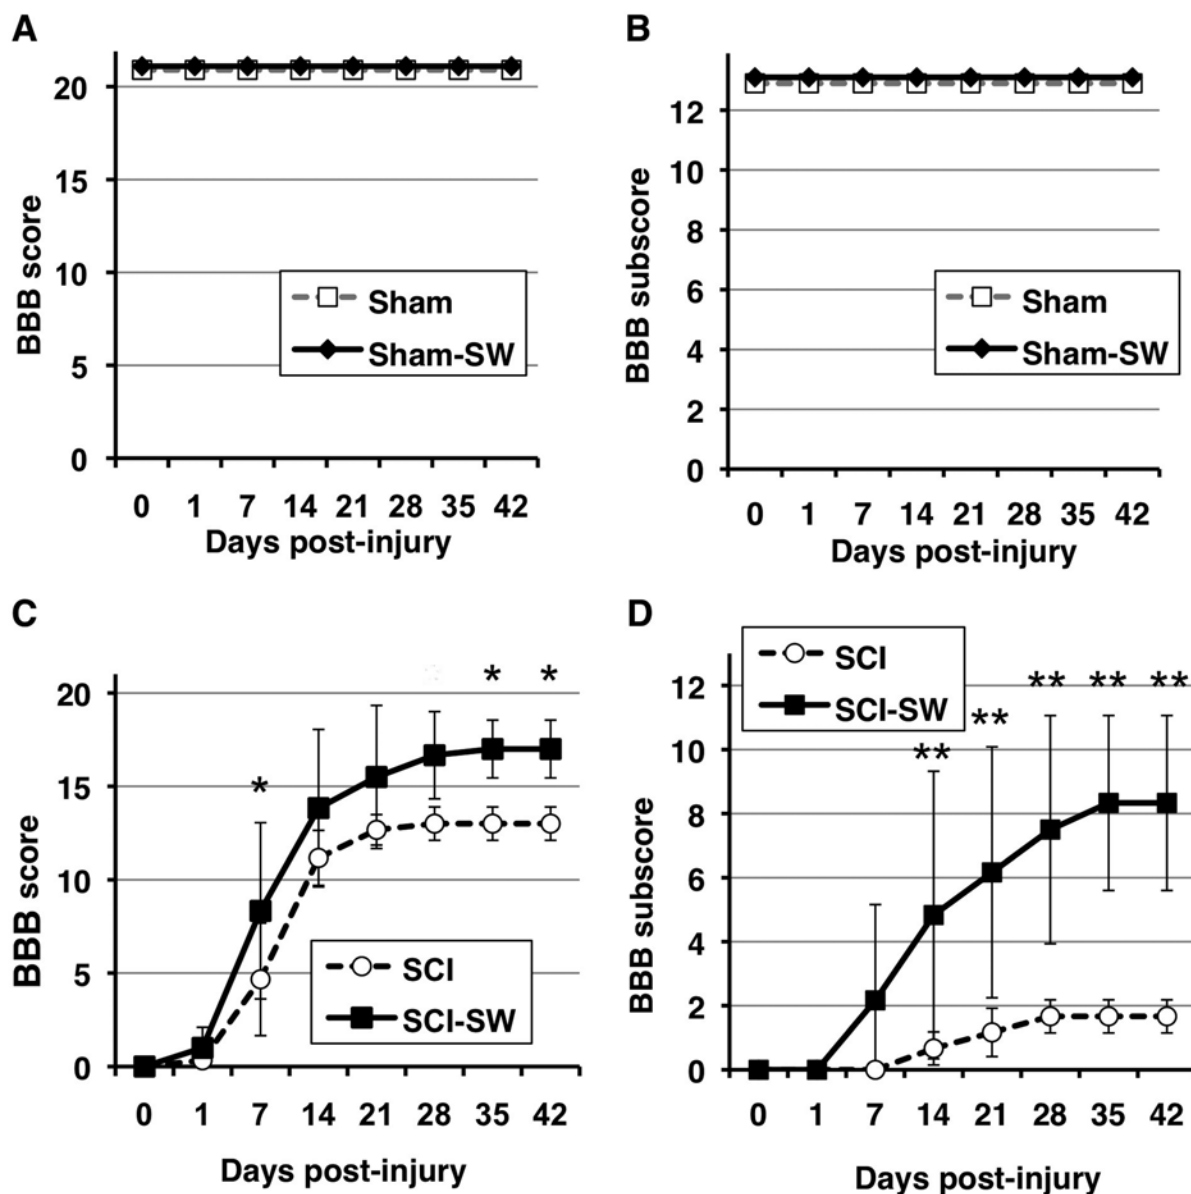 A
BBB score
20
15
10
5
0
Sham
Sham-SW
0 1 7 14 21 28 35 42
Days post-injury
B
BBB subscore
12
10
8
6
4
2
0
Sham
Sham-SW
0 1 7 14 21 28 35 42
Days post-injury
C
BBB score
20
15
10
5
0
* * *
SCI
SCI-SW
0 1 7 14 21 28 35 42
Days post-injury
D
BBB subscore
12
10
8
6
4
2
0
SCI
SCI-SW
** ** ** ** **
0 1 7 14 21 28 35 42
Days post-injury